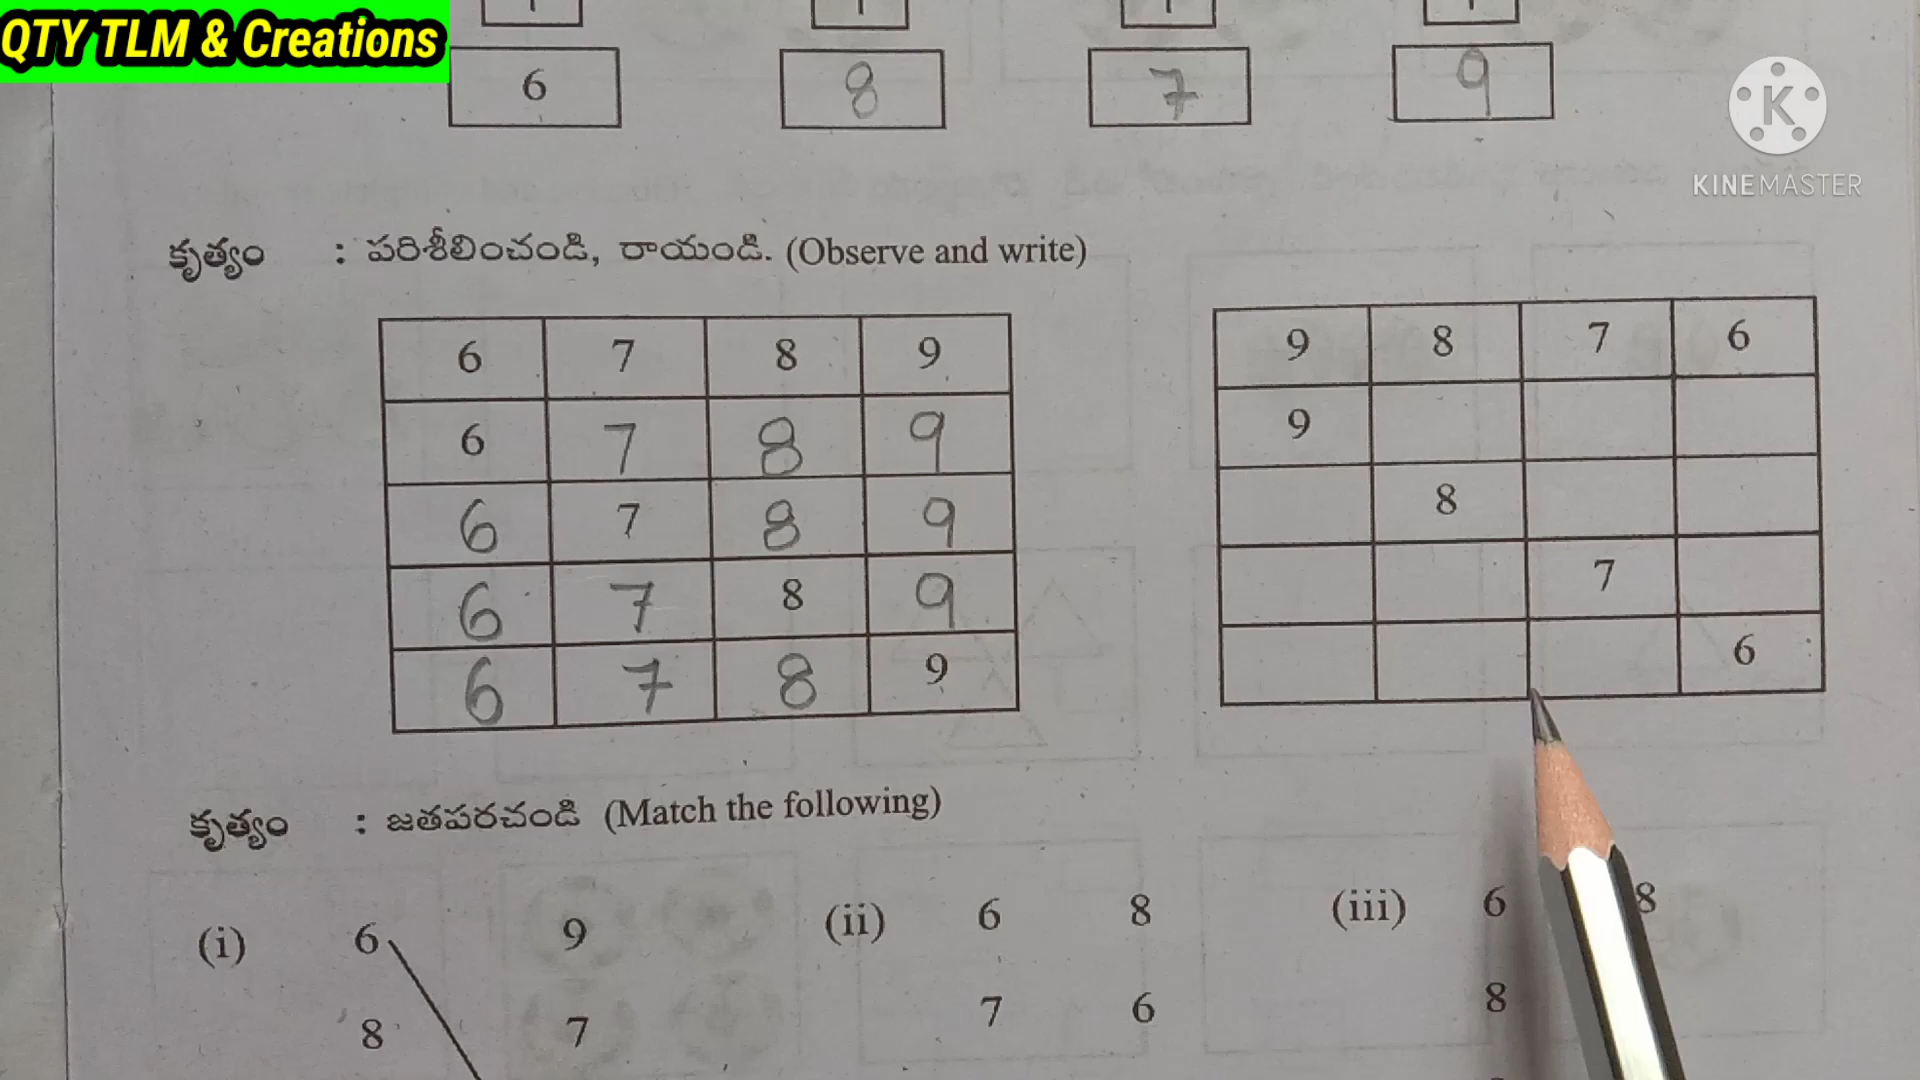 QTY TLM & Creations
6 8 7 9
KINEMASTER
కృత్యం : పరిశీలించండి, రాయండి. (Observe and write)
6 7 8 9
6 7 8 9
6 7 8 9
6 7 8 9
6 7 8 9
9 8 7 6
9
8
7
6
కృత్యం : జతపరచండి (Match the following)
(i) 6 9 (ii) 6 8 (iii) 6 8
8 7 7 6 8